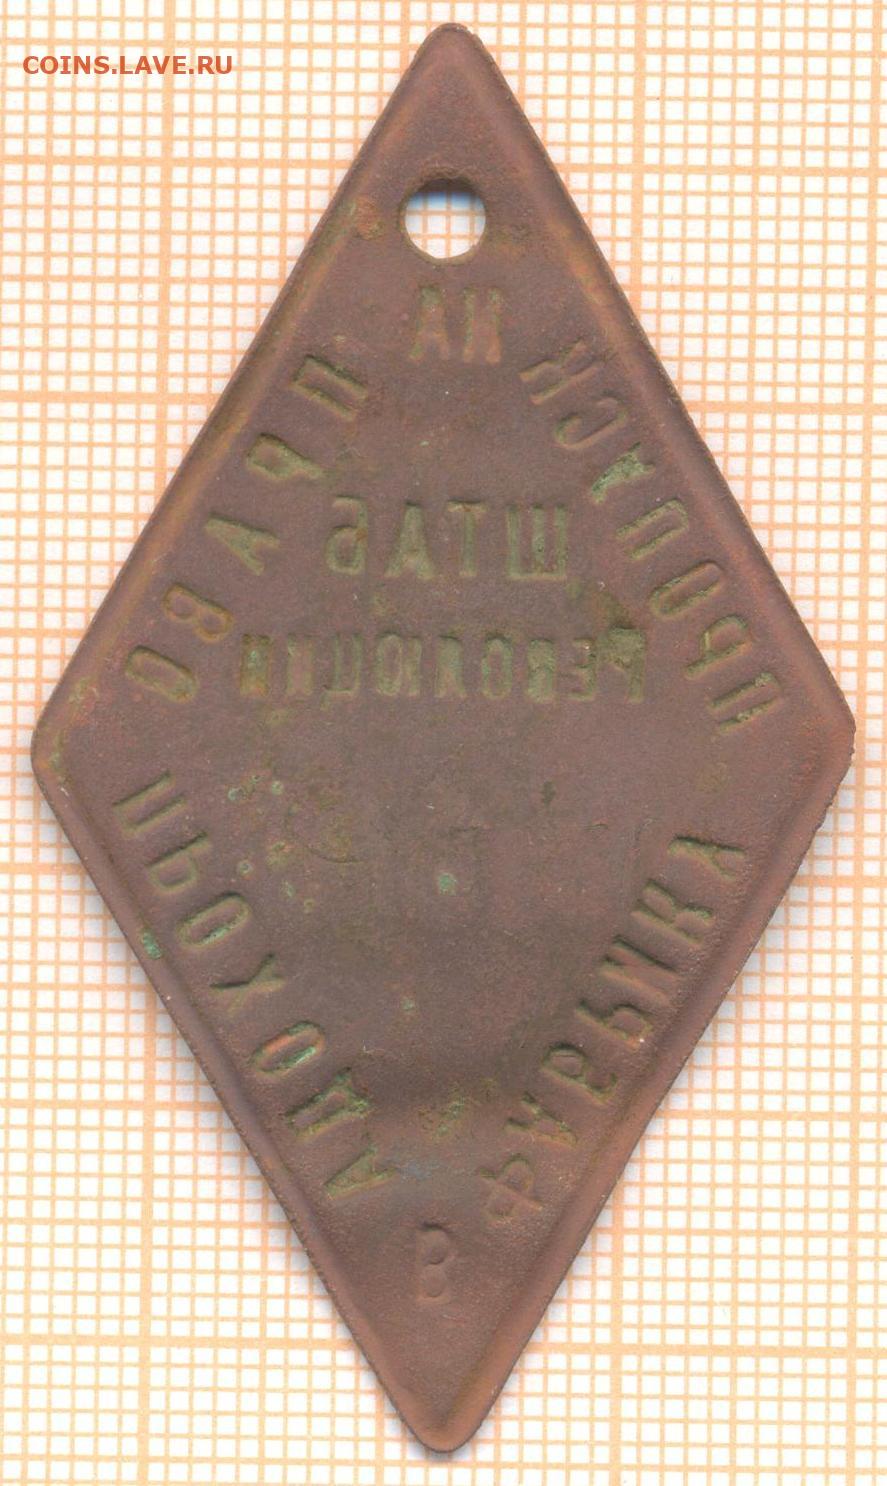 COINS.LAVE.RU
ПРОПУСК НА ПРАВО
ПРОХОДА В ФАБРИКА
ШТАБ
РЕВОЛЮЦИИ